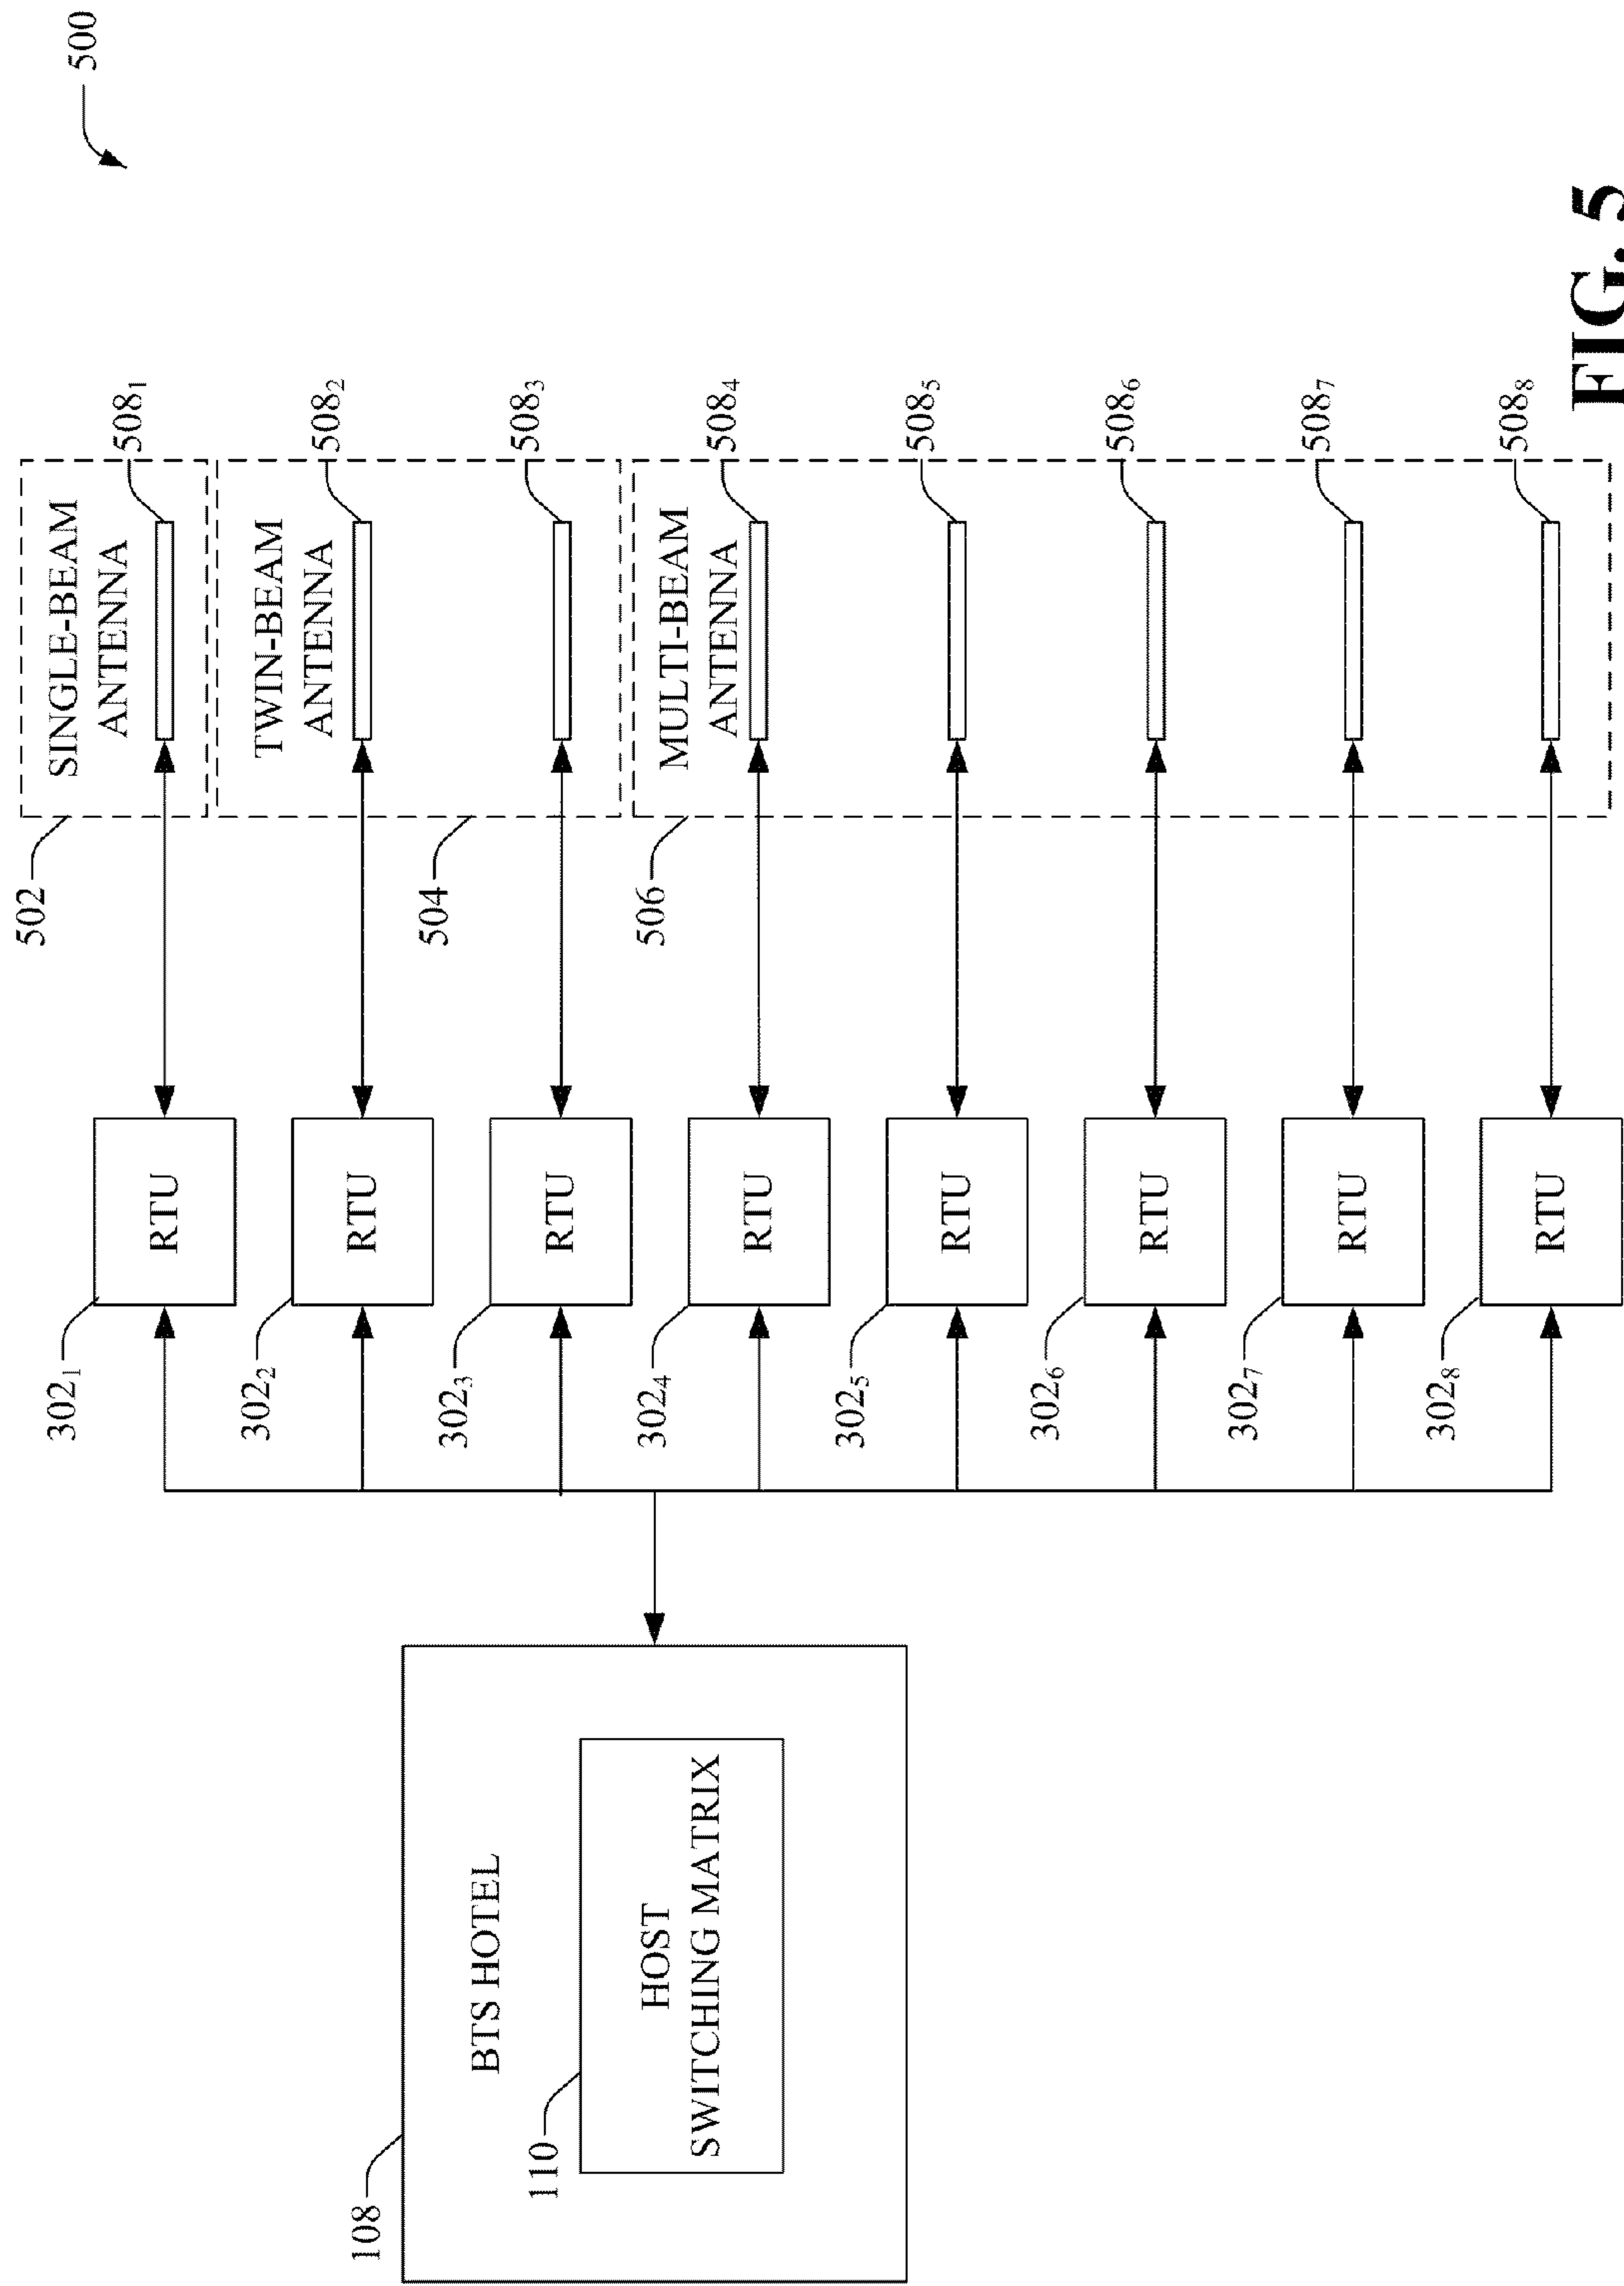 500
502
SINGLE-BEAM
ANTENNA
508₁
302₁
RTU
TWIN-BEAM
ANTENNA
508₂
302₂
RTU
504
508₃
302₃
RTU
506
MULTI-BEAM
ANTENNA
508₄
302₄
RTU
508₅
302₅
RTU
508₆
302₆
RTU
508₇
302₇
RTU
508₈
302₈
RTU
108
BTS HOTEL
110
HOST
SWITCHING MATRIX
FIG. 5